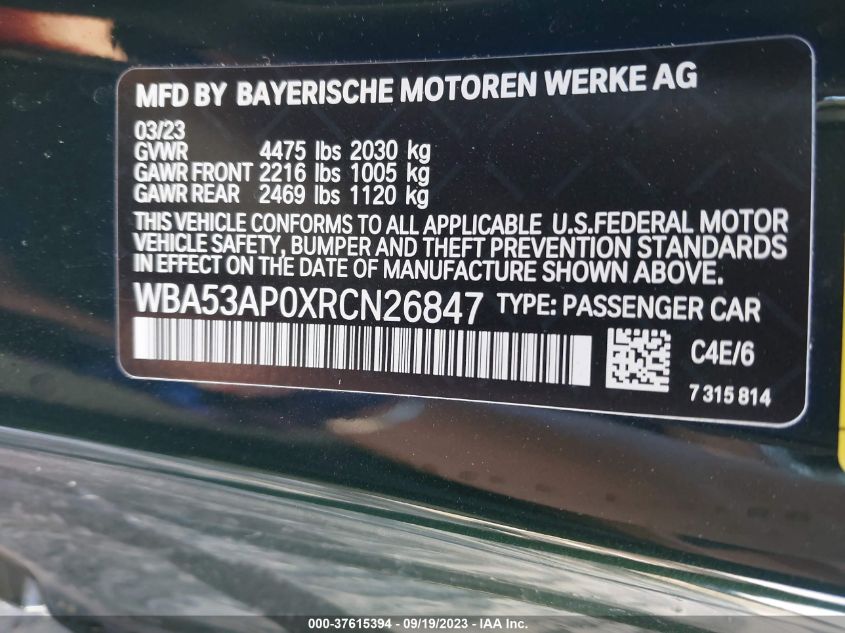 MFD BY BAYERISCHE MOTOREN WERKE AG
03/23
GVWR 4475 lbs 2030 kg
GAWR FRONT 2216 lbs 1005 kg
GAWR REAR 2469 lbs 1120 kg
THIS VEHICLE CONFORMS TO ALL APPLICABLE U.S.FEDERAL MOTOR
VEHICLE SAFETY, BUMPER AND THEFT PREVENTION STANDARDS
IN EFFECT ON THE DATE OF MANUFACTURE SHOWN ABOVE.
WBA53AP0XRCN26847 TYPE: PASSENGER CAR
C4E/6
7 315 814
000-37615394 - 09/19/2023 - IAA Inc.